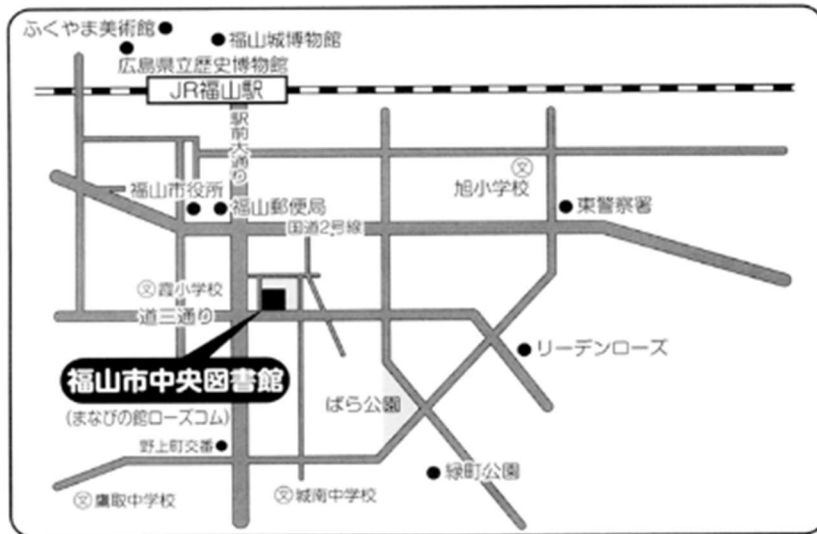 ふくやま美術館
福山城博物館
広島県立歴史博物館
JR福山駅
駅前大通り
文
旭小学校
福山市役所
福山郵便局
東警察署
国道2号線
文霞小学校
道三通り
リーデンローズ
福山市中央図書館
(まなびの館ローズコム)
ばら公園
野上町交番
緑町公園
文鷹取中学校
文城南中学校